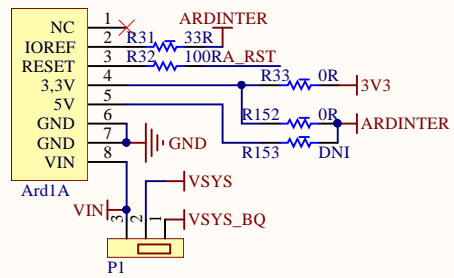 ARDINTER
NC 1
IOREF 2 R31 33R
RESET 3 R32 100R A_RST
3,3V 4 R33 0R 3V3
5V 5
GND 6 R152 0R ARDINTER
GND 7 GND R153 DNI
VIN 8
Ard1A
VSYS
VIN 3 2 1 VSYS_BQ
P1